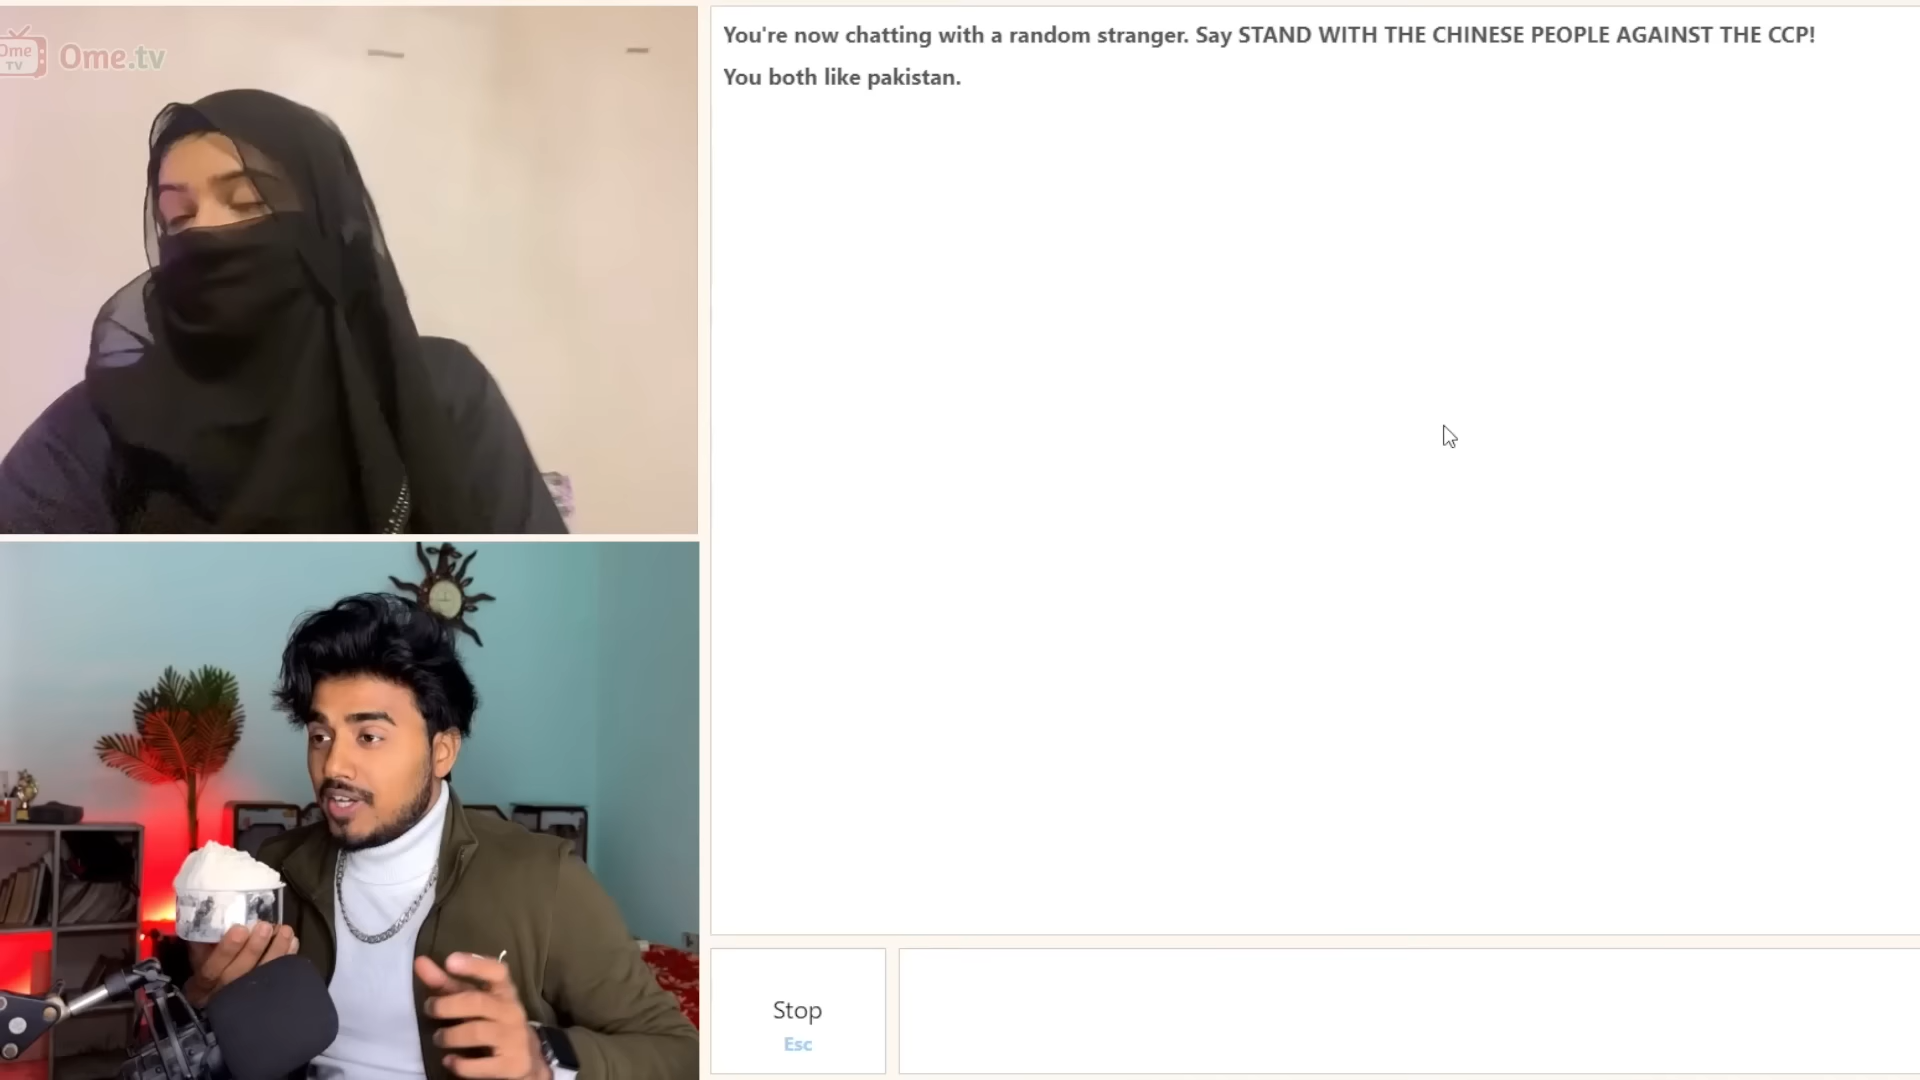 Ome
TV
Ome.tv
You're now chatting with a random stranger. Say STAND WITH THE CHINESE PEOPLE AGAINST THE CCP!
You both like pakistan.
Stop
Esc